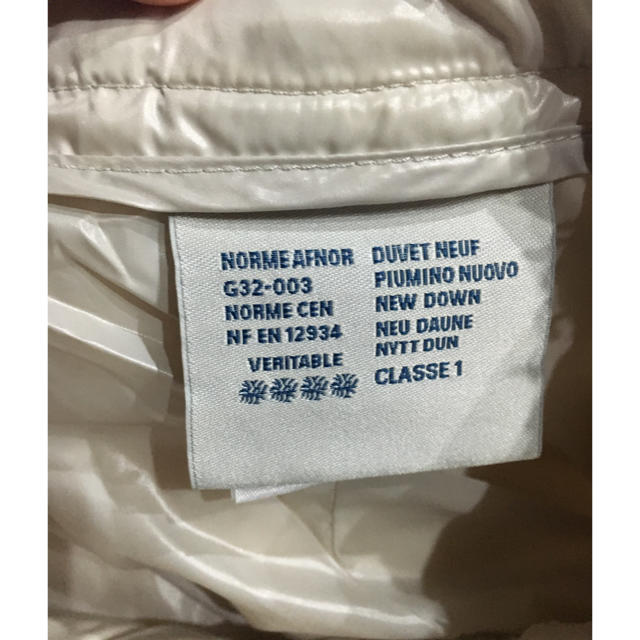 NORME AFNOR
G32-003
NORME CEN
NF EN 12934
VERITABLE
DUVET NEUF
PIUMINO NUOVO
NEW DOWN
NEU DAUNE
NYTT DUN
CLASSE 1